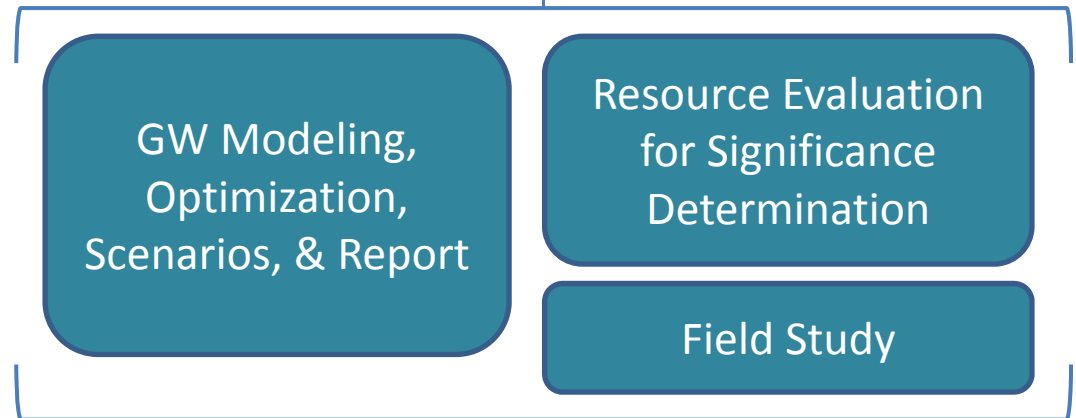 GW Modeling,
Optimization,
Scenarios, & Report
Resource Evaluation
for Significance
Determination
Field Study